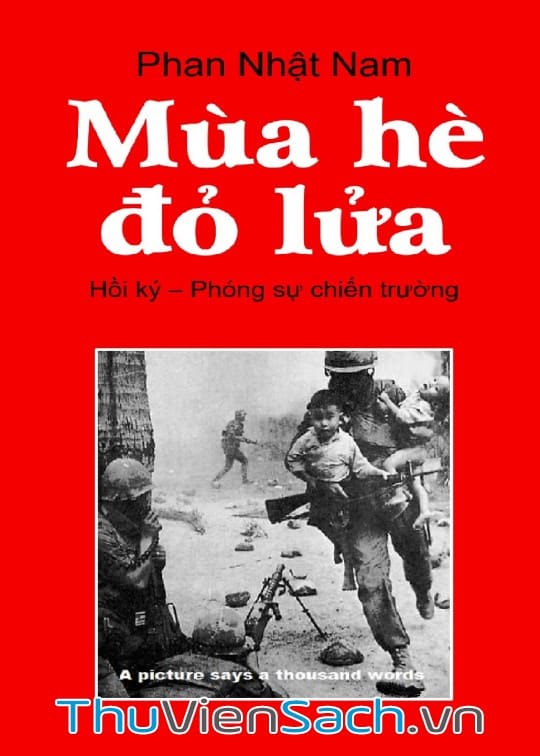 Phan Nhật Nam
Mùa hè
đỏ lửa
Hồi ký – Phóng sự chiến trường
A picture says a thousand words
ThuVienSach.vn